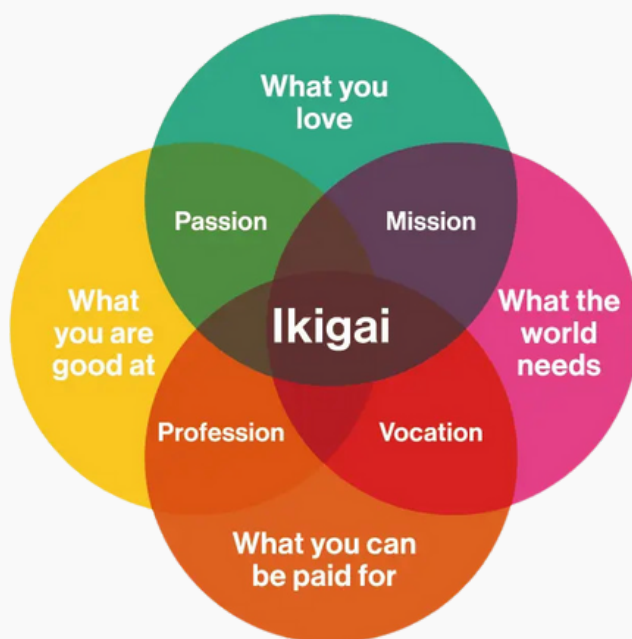 What you
love
Passion
Mission
What
you are
good at
Ikigai
What the
world
needs
Profession
Vocation
What you can
be paid for